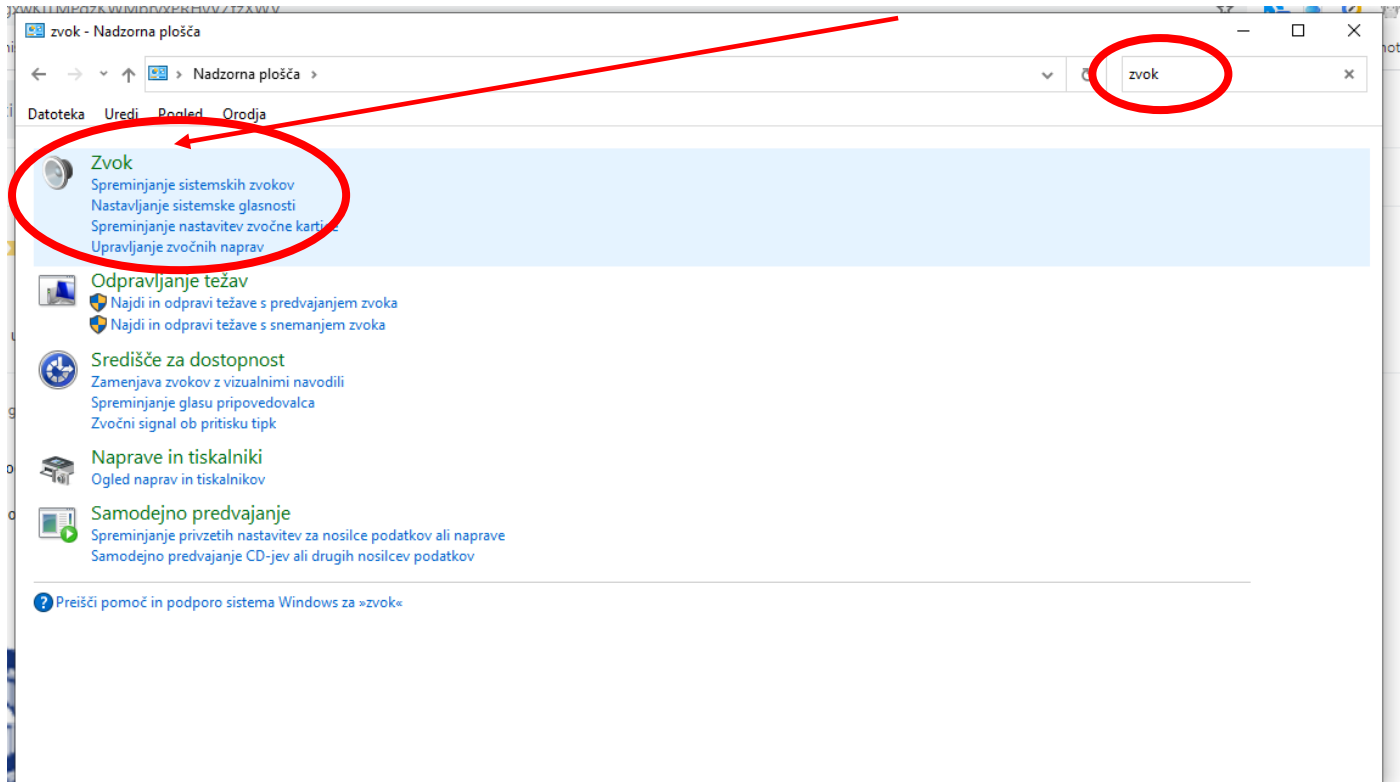 zvok - Nadzorna plošča
Nadzorna plošča
zvok
Datoteka Uredi Pogled Orodja
Zvok
Spreminjanje sistemskih zvokov
Nastavljanje sistemske glasnosti
Spreminjanje nastavitev zvočne kartice
Upravljanje zvočnih naprav
Odpravljanje težav
Najdi in odpravi težave s predvajanjem zvoka
Najdi in odpravi težave s snemanjem zvoka
Središče za dostopnost
Zamenjava zvokov z vizualnimi navodili
Spreminjanje glasu pripovedovalca
Zvočni signal ob pritisku tipk
Naprave in tiskalniki
Ogled naprav in tiskalnikov
Samodejno predvajanje
Spreminjanje privzetih nastavitev za nosilce podatkov ali naprave
Samodejno predvajanje CD-jev ali drugih nosilcev podatkov
Preišči pomoč in podporo sistema Windows za »zvok«